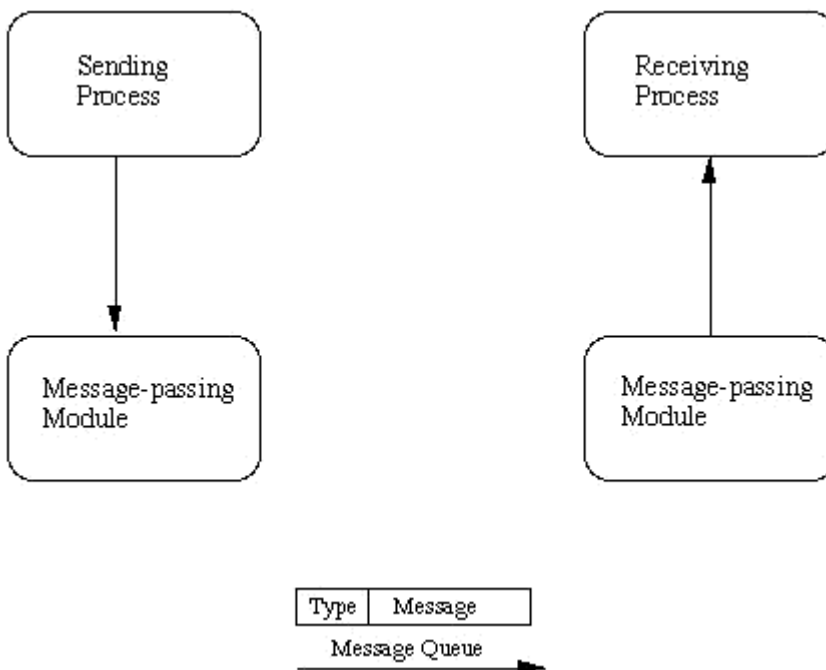 Sending
Process
Receiving
Process
Message-passing
Module
Message-passing
Module
Type Message
Message Queue